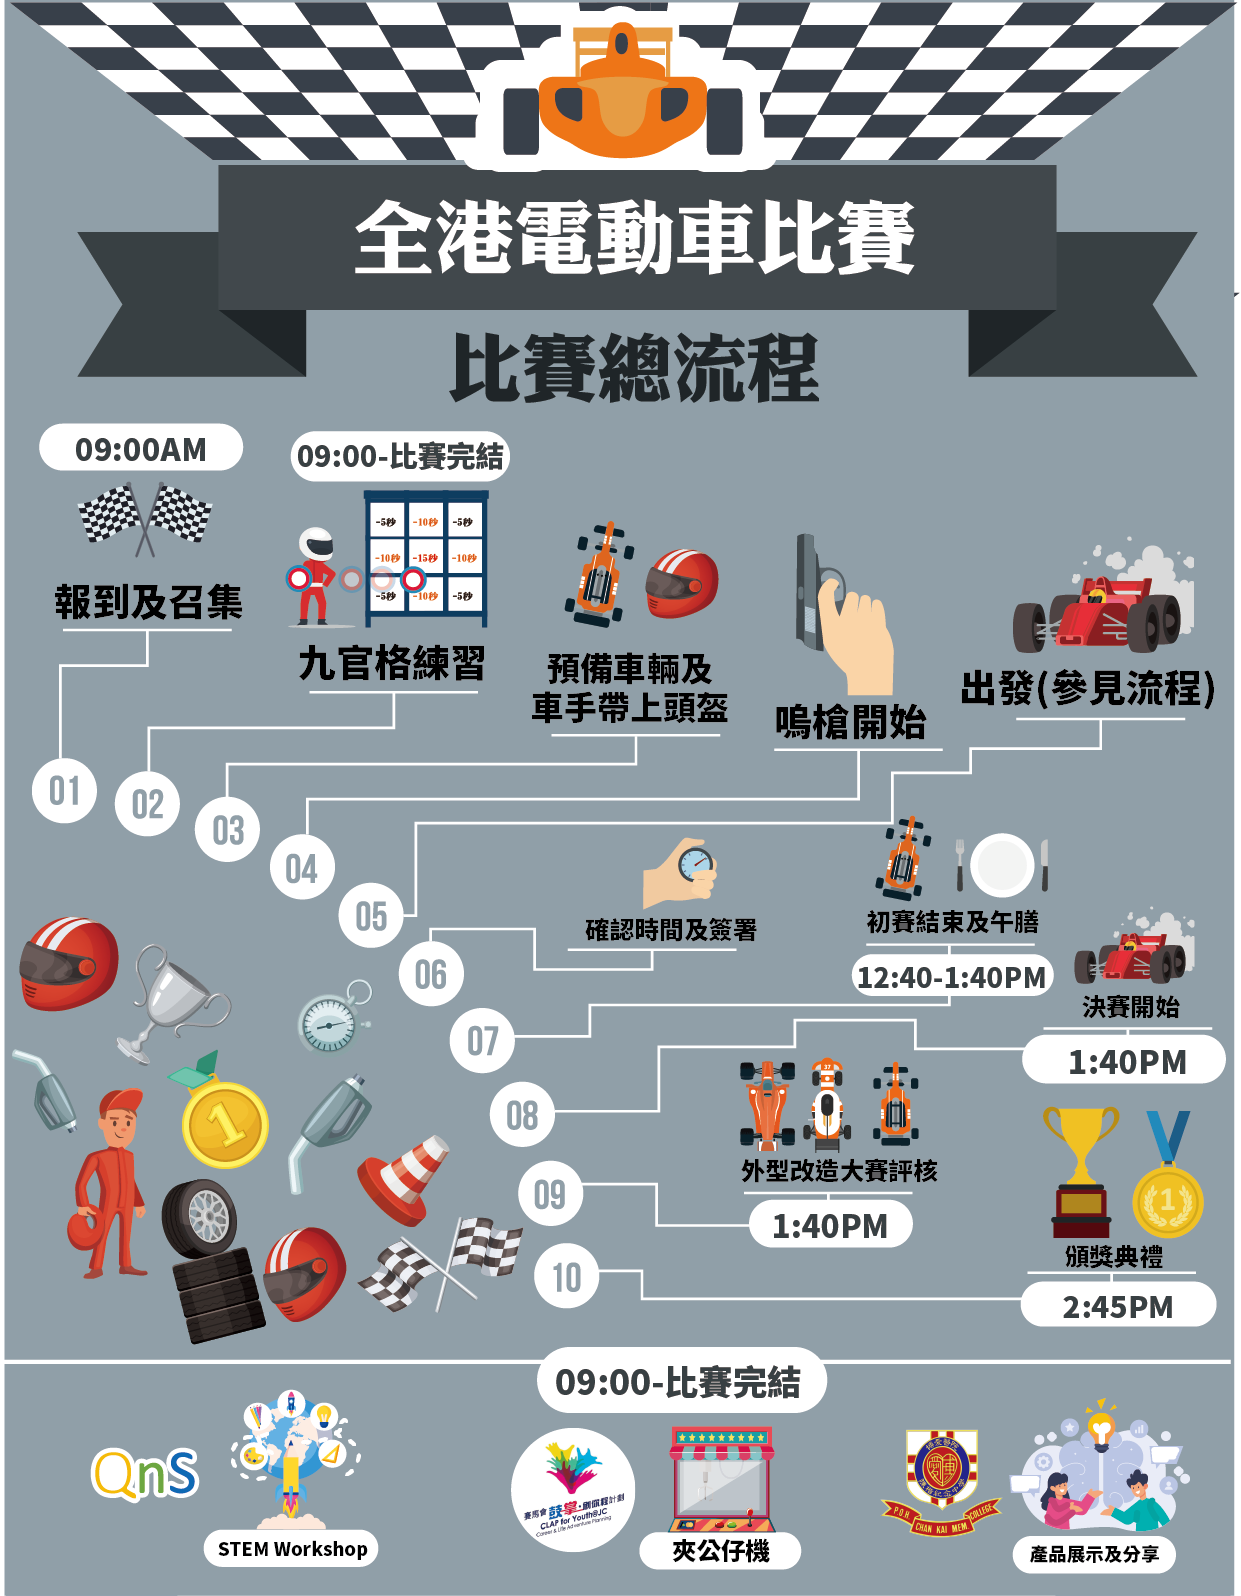 全港電動車比賽
比賽總流程
09:00AM
報到及召集
09:00-比賽完結
-5秒 -10秒 -5秒
-10秒 -15秒 -10秒
-5秒 -10秒 -5秒
九宮格練習
預備車輛及
車手帶上頭盔
鳴槍開始
出發(參見流程)
01
02
03
04
05
06
確認時間及簽署
初賽結束及午膳
12:40-1:40PM
07
決賽開始
1:40PM
08
37
外型改造大賽評核
1:40PM
09
1
1
頒獎典禮
2:45PM
10
09:00-比賽完結
QnS
STEM Workshop
賽馬會 鼓掌·創你程計劃
CLAP for Youth@JC
Career & Life Adventure Planning
夾公仔機
P.O.H. CHAN KAI MEM. COLLEGE
產品展示及分享